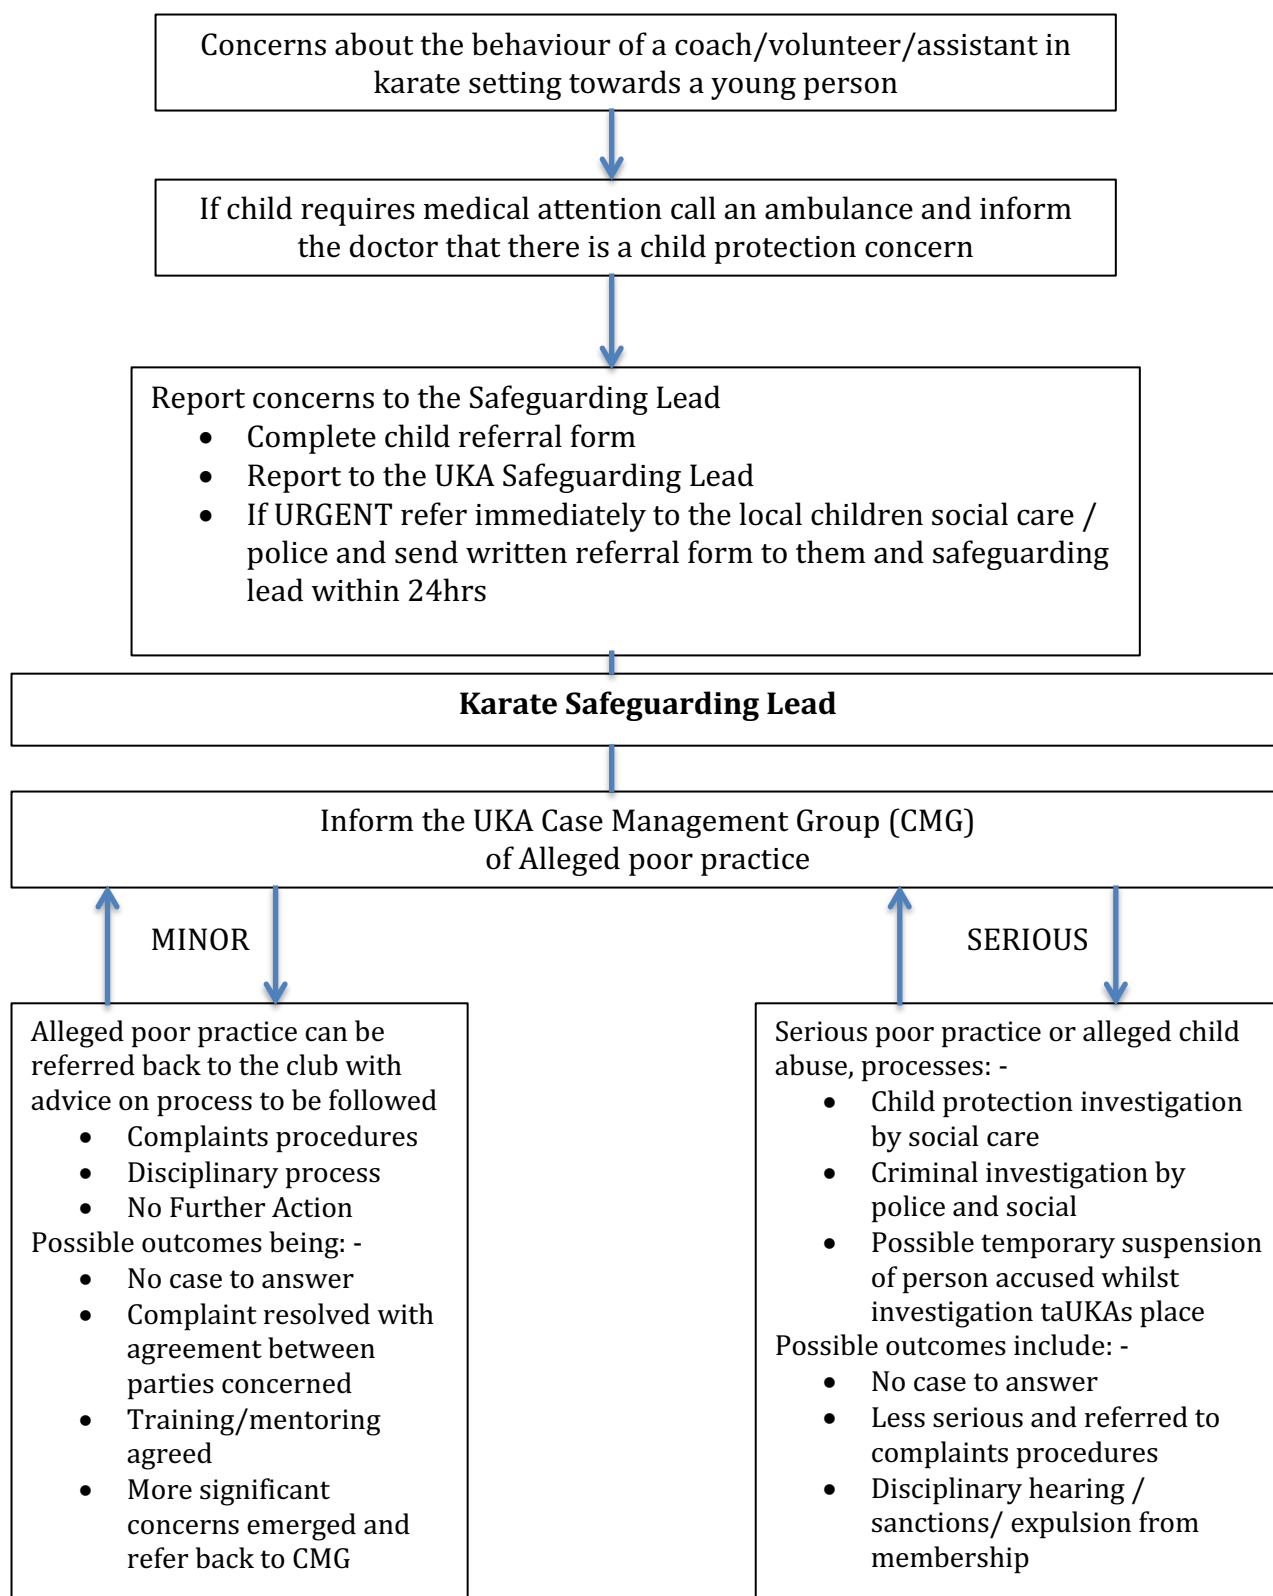 Concerns about the behaviour of a coach/volunteer/assistant in
karate setting towards a young person
If child requires medical attention call an ambulance and inform
the doctor that there is a child protection concern
Report concerns to the Safeguarding Lead
• Complete child referral form
• Report to the UKA Safeguarding Lead
• If URGENT refer immediately to the local children social care /
police and send written referral form to them and safeguarding
lead within 24hrs
Karate Safeguarding Lead
Inform the UKA Case Management Group (CMG)
of Alleged poor practice
MINOR
SERIOUS
Alleged poor practice can be
referred back to the club with
advice on process to be followed
• Complaints procedures
• Disciplinary process
• No Further Action
Possible outcomes being: -
• No case to answer
• Complaint resolved with
agreement between
parties concerned
• Training/mentoring
agreed
• More significant
concerns emerged and
refer back to CMG
Serious poor practice or alleged child
abuse, processes: -
• Child protection investigation
by social care
• Criminal investigation by
police and social
• Possible temporary suspension
of person accused whilst
investigation taUKAs place
Possible outcomes include: -
• No case to answer
• Less serious and referred to
complaints procedures
• Disciplinary hearing /
sanctions/ expulsion from
membership